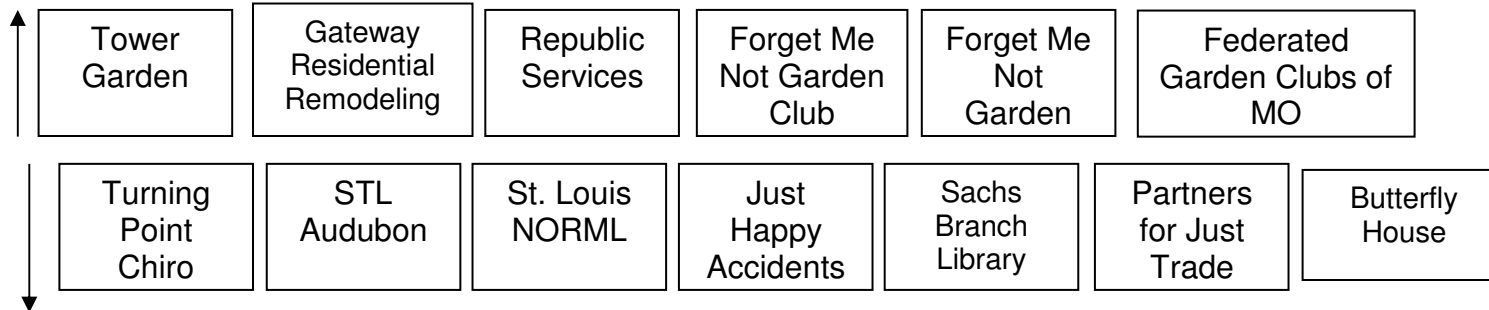 Tower
Garden
Gateway
Residential
Remodeling
Republic
Services
Forget Me
Not Garden
Club
Forget Me
Not
Garden
Federated
Garden Clubs of
MO
Turning
Point
Chiro
STL
Audubon
St. Louis
NORML
Just
Happy
Accidents
Sachs
Branch
Library
Partners
for Just
Trade
Butterfly
House